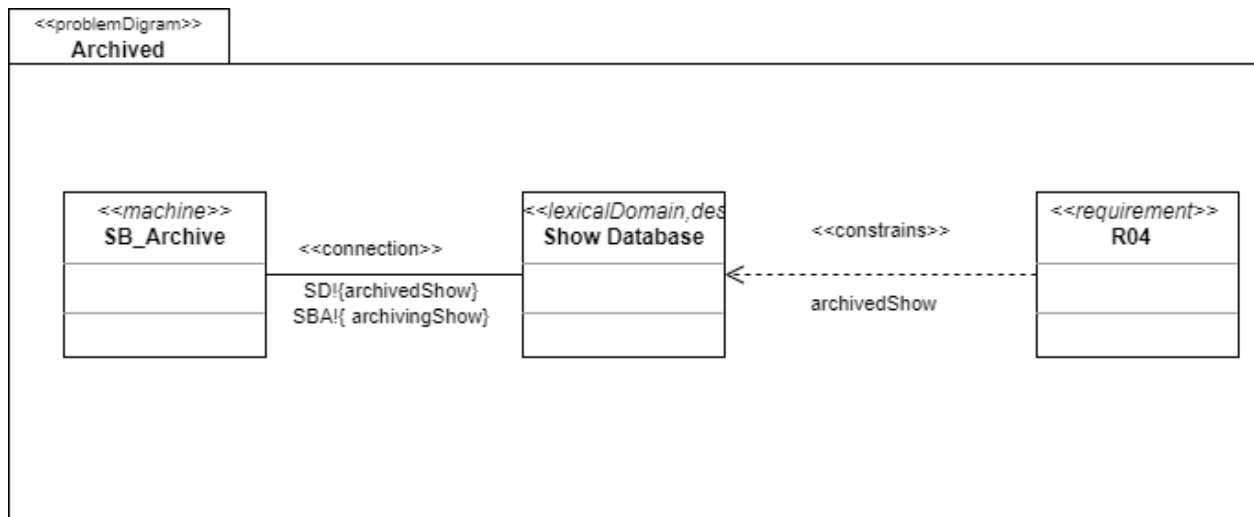 <<problemDigram>>
Archived
<<machine>>
SB_Archive
<<connection>>
SD!{archivedShow}
SBA!{ archivingShow}
<<lexicalDomain,des
Show Database
<<constrains>>
archivedShow
<<requirement>>
R04